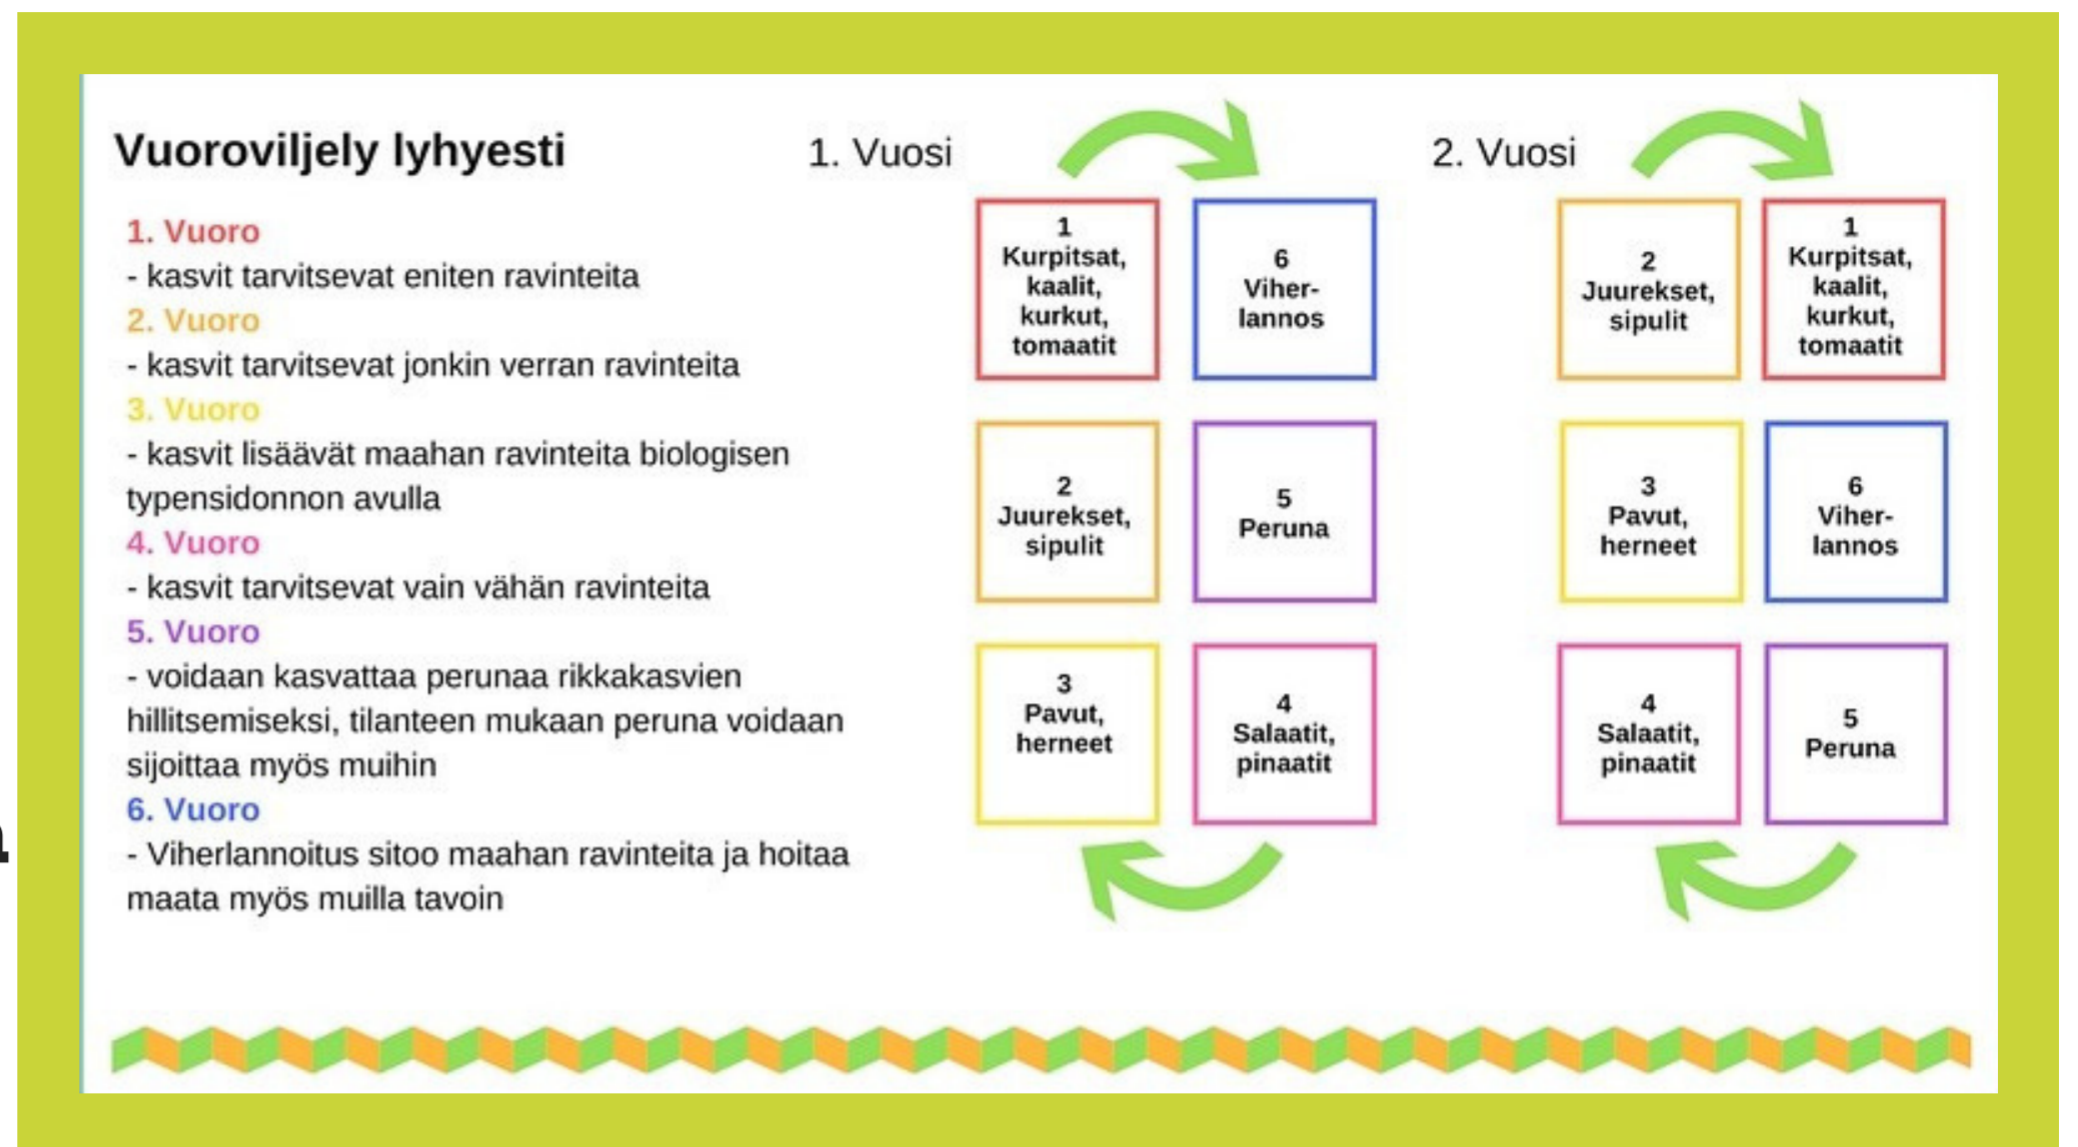 Vuoroviljely lyhyesti
1. Vuoro
- kasvit tarvitsevat eniten ravinteita
2. Vuoro
- kasvit tarvitsevat jonkin verran ravinteita
3. Vuoro
- kasvit lisäävät maahan ravinteita biologisen
typensidonnon avulla
4. Vuoro
- kasvit tarvitsevat vain vähän ravinteita
5. Vuoro
- voidaan kasvattaa perunaa rikkakasvien
hillitsemiseksi, tilanteen mukaan peruna voidaan
sijoittaa myös muihin
6. Vuoro
- Viherlannoitus sitoo maahan ravinteita ja hoitaa
maata myös muilla tavoin
1. Vuosi
1
Kurpitsat,
kaalit,
kurkut,
tomaatit
6
Viher-
lannos
2
Juurekset,
sipulit
5
Peruna
3
Pavut,
herneet
4
Salaatit,
pinaatit
2. Vuosi
2
Juurekset,
sipulit
1
Kurpitsat,
kaalit,
kurkut,
tomaatit
3
Pavut,
herneet
6
Viher-
lannos
4
Salaatit,
pinaatit
5
Peruna